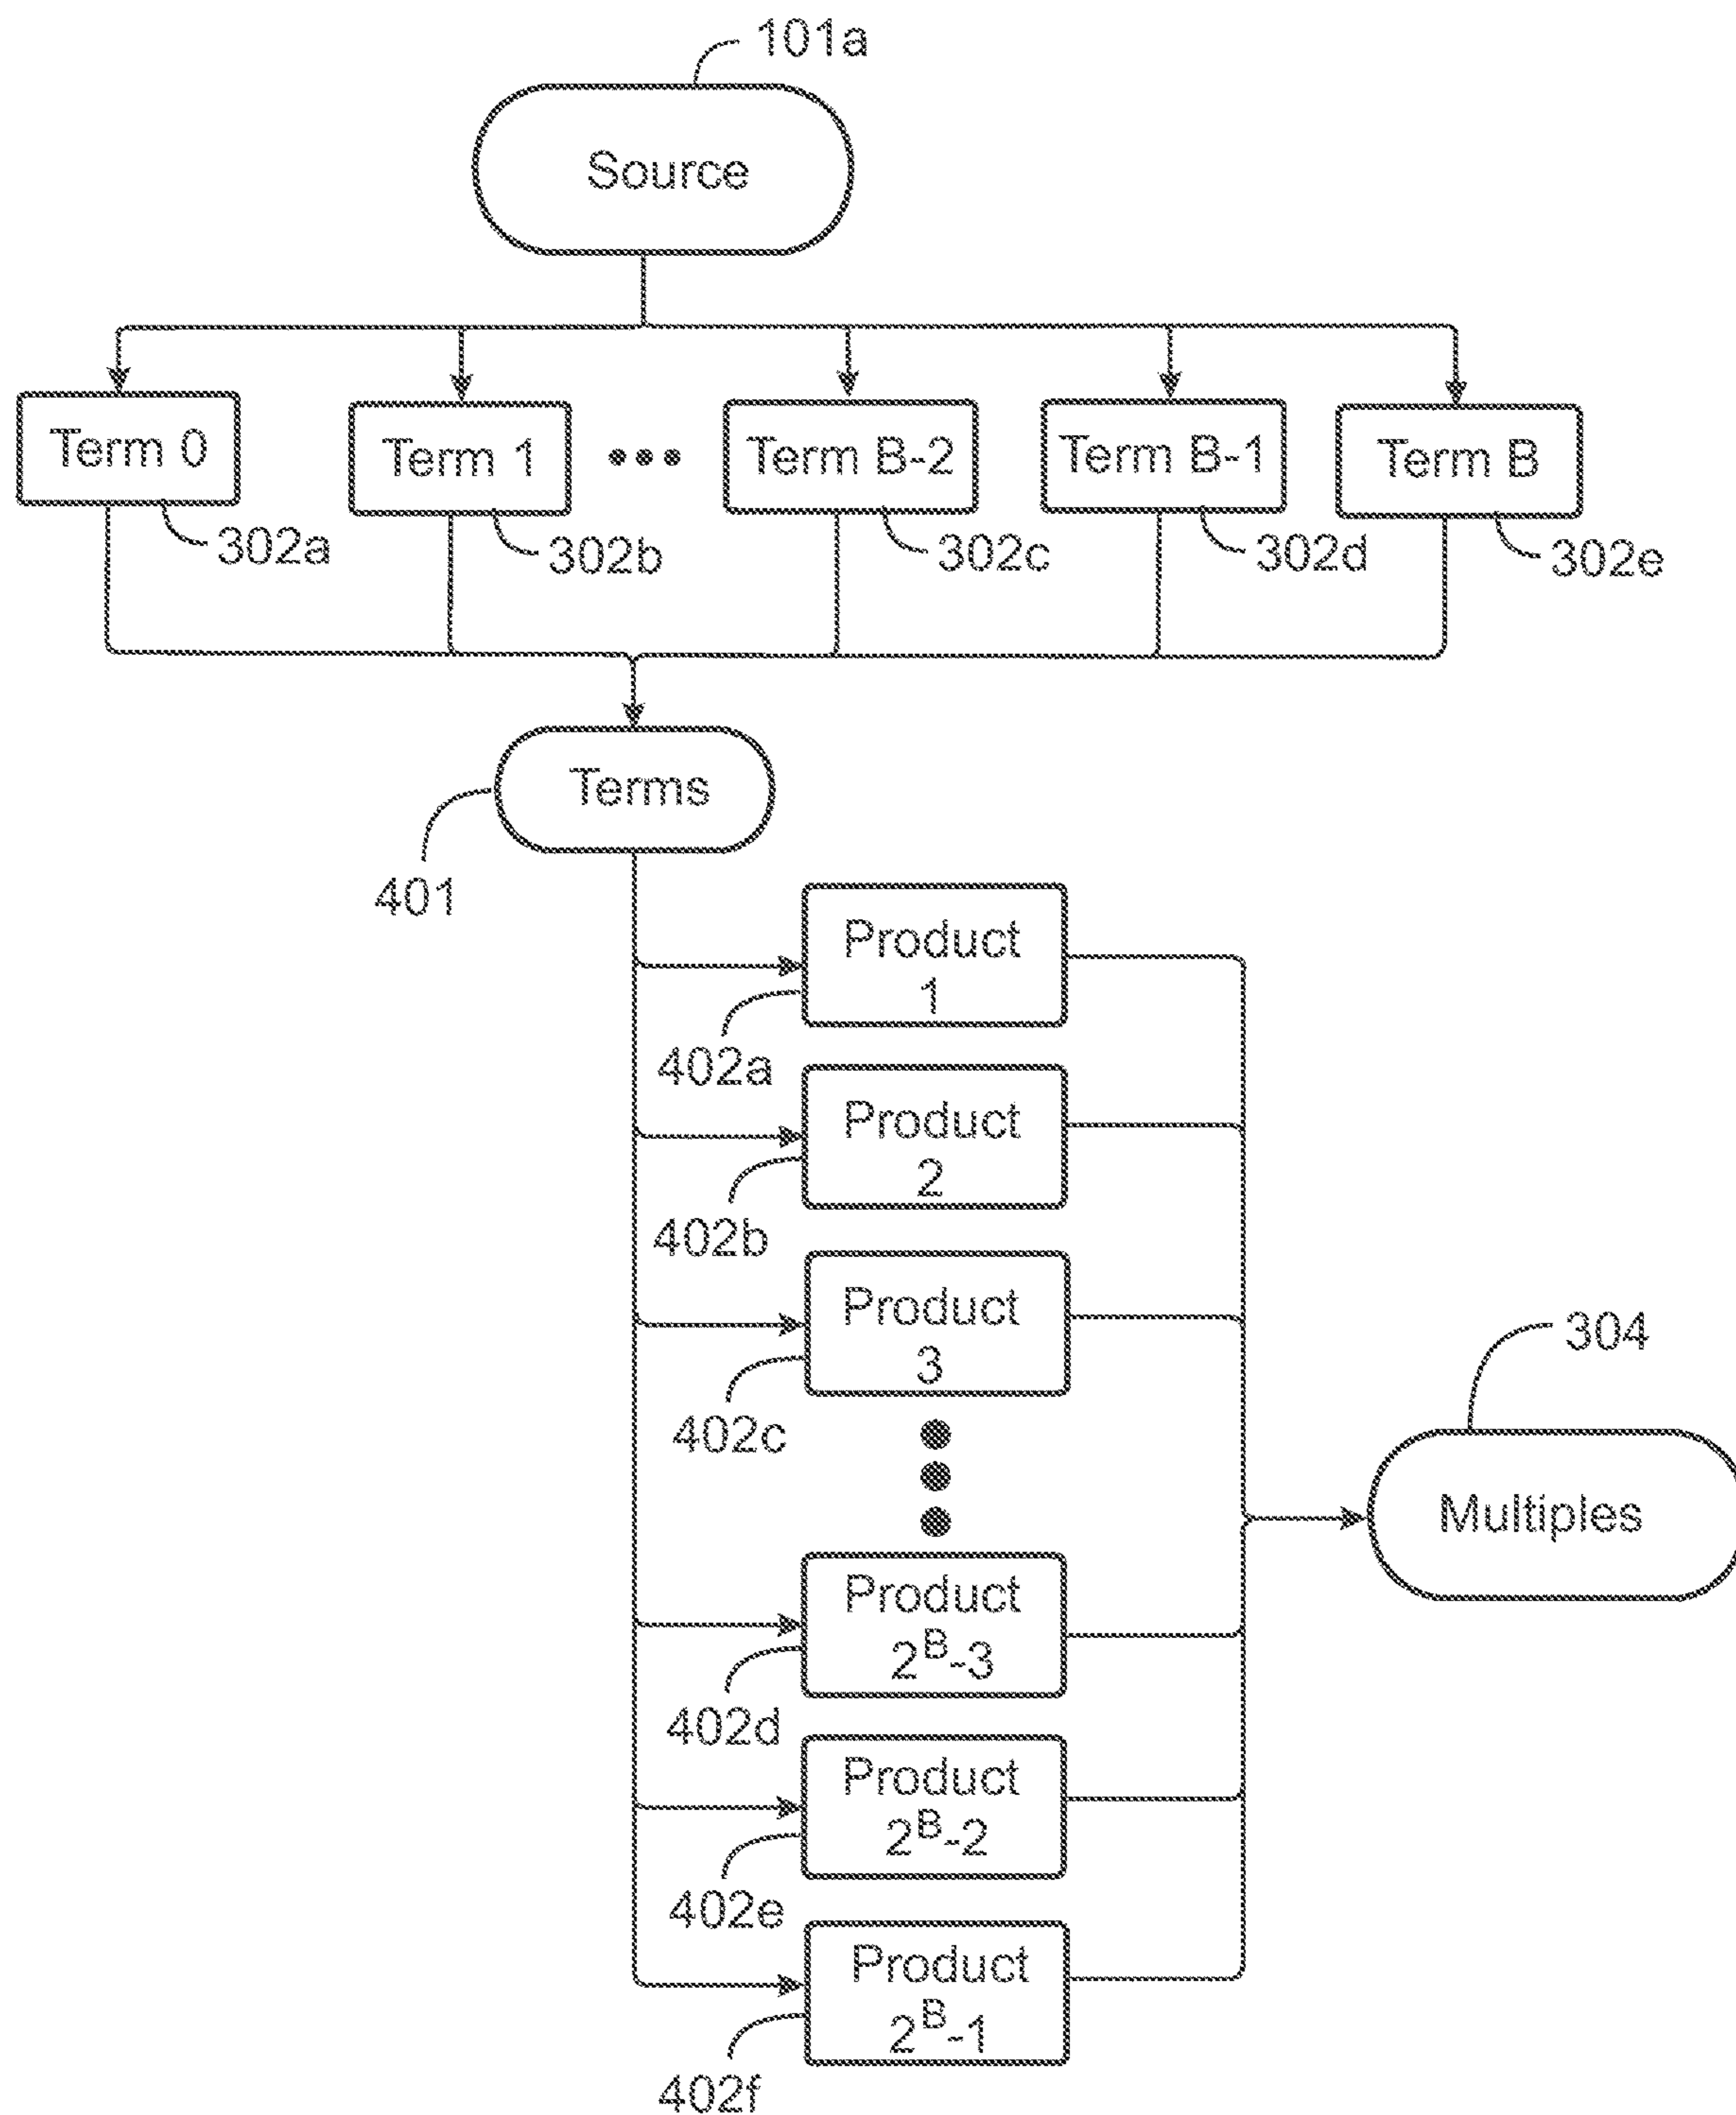 101a
Source
Term 0
Term 1
Term B-2
Term B-1
Term B
302a
302b
302c
302d
302e
Terms
401
Product
1
402a
Product
2
402b
Product
3
402c
304
Multiples
Product
2ᴮ-3
402d
Product
2ᴮ-2
402e
Product
2ᴮ-1
402f